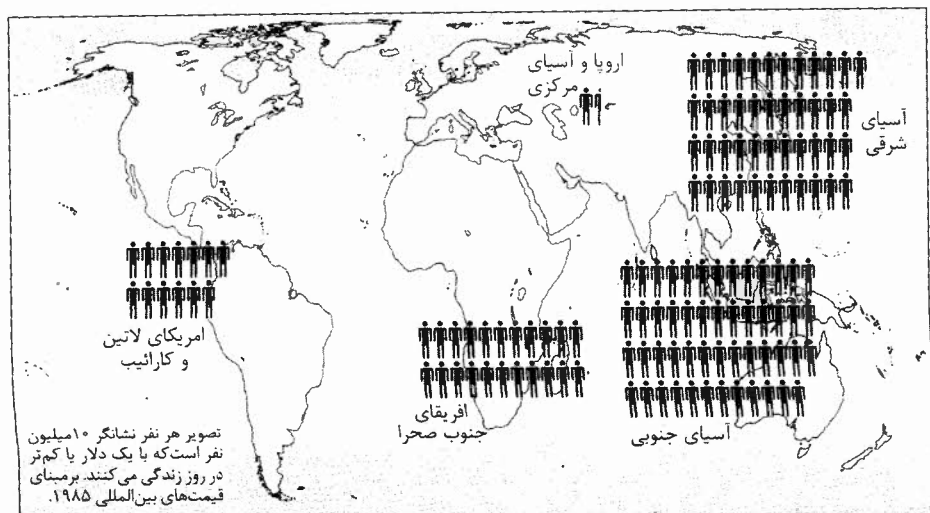 اروپا و آسیای
مرکزی
آسیای
شرقی
امریکای لاتین
و کارائیب
افریقای
جنوب صحرا
آسیای جنوبی
تصویر هر نفر نشانگر ۱۰میلیون
نفر است‌که با یک دلار یا کم‌تر
در روز زندگی می‌کنند. برمبنای
قیمت‌های بین‌المللی ۱۹۸۵.